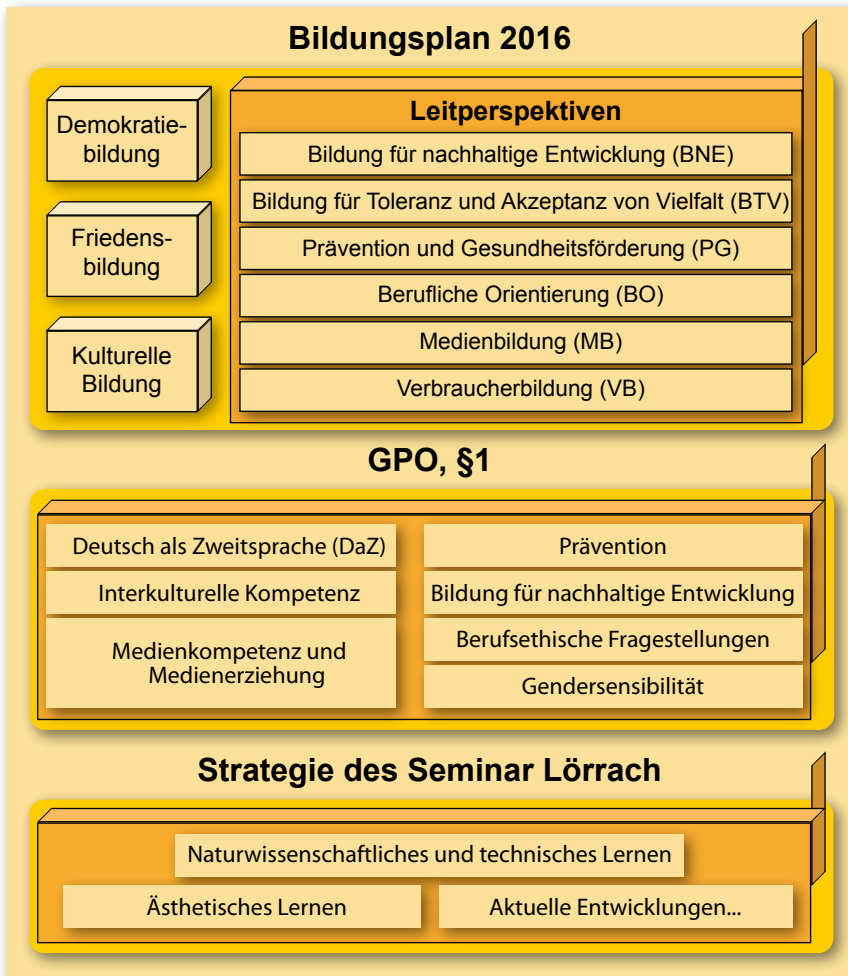 Bildungsplan 2016
Demokratie-
bildung
Friedens-
bildung
Kulturelle
Bildung
Leitperspektiven
Bildung für nachhaltige Entwicklung (BNE)
Bildung für Toleranz und Akzeptanz von Vielfalt (BTV)
Prävention und Gesundheitsförderung (PG)
Berufliche Orientierung (BO)
Medienbildung (MB)
Verbraucherbildung (VB)
GPO, §1
Deutsch als Zweitsprache (DaZ)
Interkulturelle Kompetenz
Medienkompetenz und
Medienerziehung
Prävention
Bildung für nachhaltige Entwicklung
Berufsethische Fragestellungen
Gendersensibilität
Strategie des Seminar Lörrach
Naturwissenschaftliches und technisches Lernen
Ästhetisches Lernen
Aktuelle Entwicklungen...